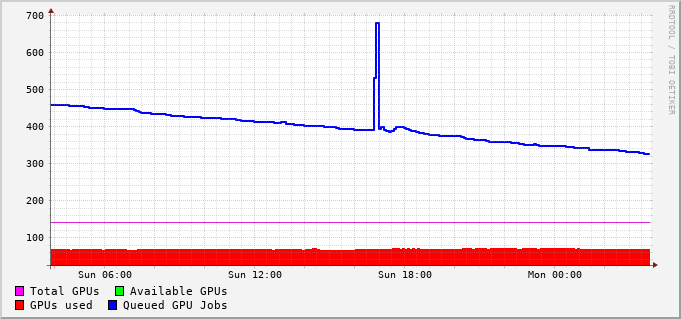 700
600
500
400
300
200
100
Sun 06:00 Sun 12:00 Sun 18:00 Mon 00:00
Total GPUs Available GPUs
GPUs used Queued GPU Jobs
RRDTOOL / TOBI OETIKER